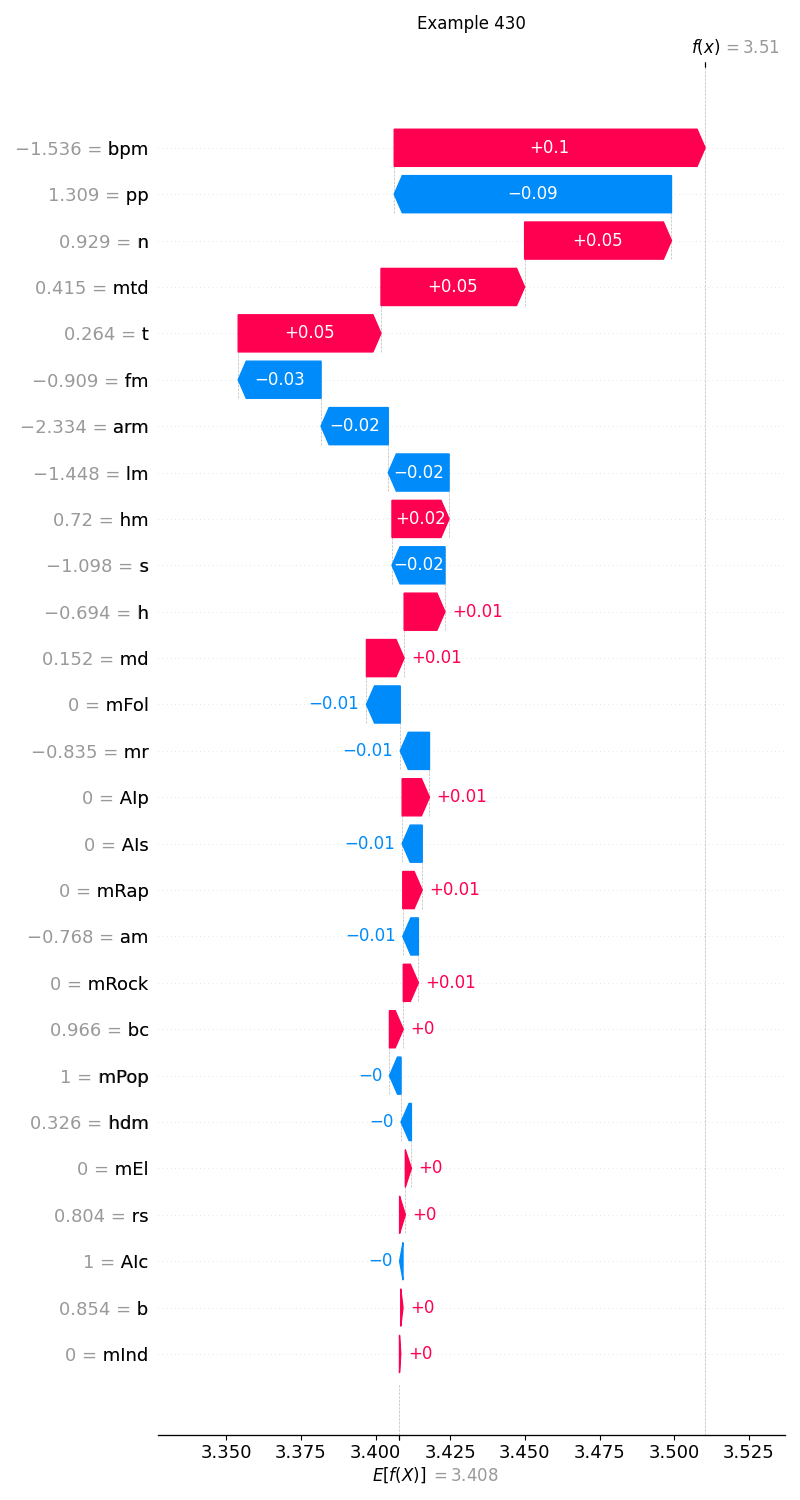 Example 430
f(x) = 3.51
−1.536 = bpm +0.1
1.309 = pp −0.09
0.929 = n +0.05
0.415 = mtd +0.05
0.264 = t +0.05
−0.909 = fm −0.03
−2.334 = arm −0.02
−1.448 = lm −0.02
0.72 = hm +0.02
−1.098 = s −0.02
−0.694 = h +0.01
0.152 = md +0.01
0 = mFol −0.01
−0.835 = mr −0.01
0 = AIp +0.01
0 = AIs −0.01
0 = mRap +0.01
−0.768 = am −0.01
0 = mRock +0.01
0.966 = bc +0
1 = mPop −0
0.326 = hdm −0
0 = mEl +0
0.804 = rs +0
1 = AIc −0
0.854 = b +0
0 = mInd +0
3.350 3.375 3.400 3.425 3.450 3.475 3.500 3.525
E[f(X)] = 3.408